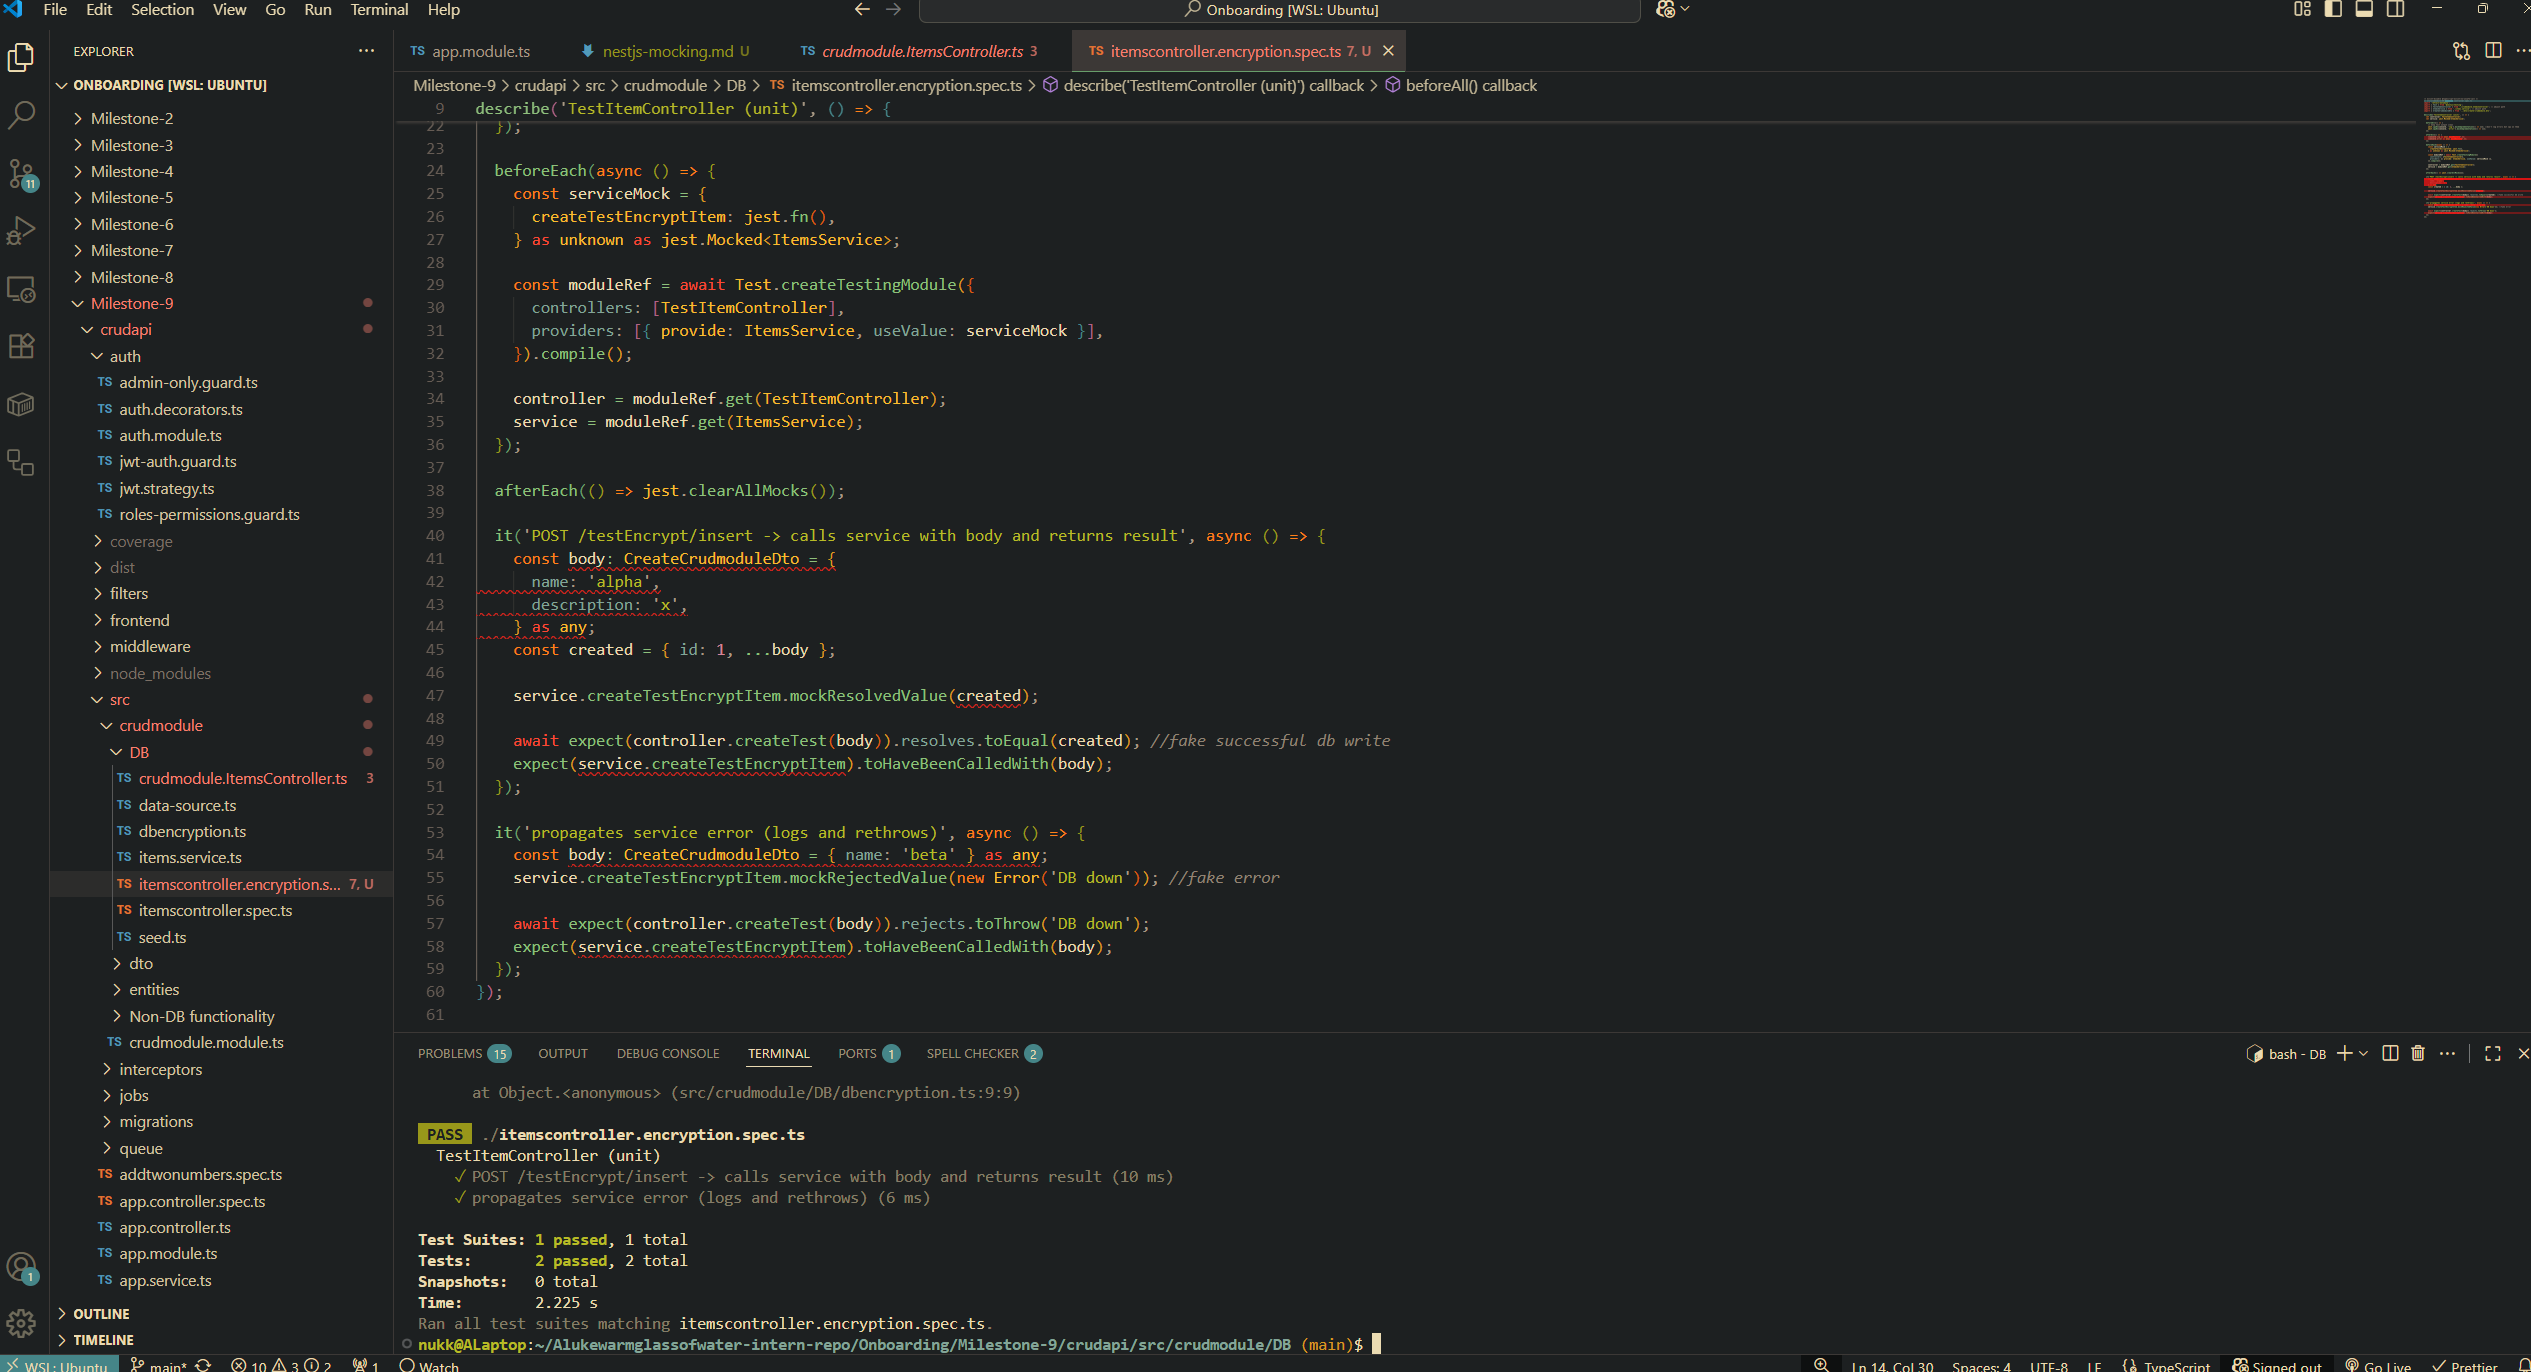 File Edit Selection View Go Run Terminal Help
Onboarding [WSL: Ubuntu]
EXPLORER
TS app.module.ts
nestjs-mocking.md U
TS crudmodule.ItemsController.ts 3
TS itemscontroller.encryption.spec.ts 7, U
ONBOARDING [WSL: UBUNTU]
Milestone-2
Milestone-3
Milestone-4
Milestone-5
Milestone-6
Milestone-7
Milestone-8
Milestone-9
crudapi
auth
TS admin-only.guard.ts
TS auth.decorators.ts
TS auth.module.ts
TS jwt-auth.guard.ts
TS jwt.strategy.ts
TS roles-permissions.guard.ts
coverage
dist
filters
frontend
middleware
node_modules
src
crudmodule
DB
TS crudmodule.ItemsController.ts 3
TS data-source.ts
TS dbencryption.ts
TS items.service.ts
TS itemscontroller.encryption.s... 7, U
TS itemscontroller.spec.ts
TS seed.ts
dto
entities
Non-DB functionality
TS crudmodule.module.ts
interceptors
jobs
migrations
queue
TS addtwonumbers.spec.ts
TS app.controller.spec.ts
TS app.controller.ts
TS app.module.ts
TS app.service.ts
OUTLINE
TIMELINE
11
1
Milestone-9 > crudapi > src > crudmodule > DB > TS itemscontroller.encryption.spec.ts > describe('TestItemController (unit)') callback > beforeAll() callback
9 describe('TestItemController (unit)', () => {
22 });
23
24 beforeEach(async () => {
25 const serviceMock = {
26 createTestEncryptItem: jest.fn(),
27 } as unknown as jest.Mocked<ItemsService>;
28
29 const moduleRef = await Test.createTestingModule({
30 controllers: [TestItemController],
31 providers: [{ provide: ItemsService, useValue: serviceMock }],
32 }).compile();
33
34 controller = moduleRef.get(TestItemController);
35 service = moduleRef.get(ItemsService);
36 });
37
38 afterEach(() => jest.clearAllMocks());
39
40 it('POST /testEncrypt/insert -> calls service with body and returns result', async () => {
41 const body: CreateCrudmoduleDto = {
42 name: 'alpha',
43 description: 'x',
44 } as any;
45 const created = { id: 1, ...body };
46
47 service.createTestEncryptItem.mockResolvedValue(created);
48
49 await expect(controller.createTest(body)).resolves.toEqual(created); //fake successful db write
50 expect(service.createTestEncryptItem).toHaveBeenCalledWith(body);
51 });
52
53 it('propagates service error (logs and rethrows)', async () => {
54 const body: CreateCrudmoduleDto = { name: 'beta' } as any;
55 service.createTestEncryptItem.mockRejectedValue(new Error('DB down')); //fake error
56
57 await expect(controller.createTest(body)).rejects.toThrow('DB down');
58 expect(service.createTestEncryptItem).toHaveBeenCalledWith(body);
59 });
60 });
61
PROBLEMS 15 OUTPUT DEBUG CONSOLE TERMINAL PORTS 1 SPELL CHECKER 2
bash - DB
at Object.<anonymous> (src/crudmodule/DB/dbencryption.ts:9:9)
PASS ./itemscontroller.encryption.spec.ts
TestItemController (unit)
✓ POST /testEncrypt/insert -> calls service with body and returns result (10 ms)
✓ propagates service error (logs and rethrows) (6 ms)
Test Suites: 1 passed, 1 total
Tests: 2 passed, 2 total
Snapshots: 0 total
Time: 2.225 s
Ran all test suites matching itemscontroller.encryption.spec.ts.
nukk@ALaptop:~/Alukewarmglassofwater-intern-repo/Onboarding/Milestone-9/crudapi/src/crudmodule/DB (main)$
WSL: Ubuntu main* 10 3 2 1 Watch
Ln 14, Col 30 Spaces: 4 UTF-8 LF {} TypeScript Signed out Go Live Prettier